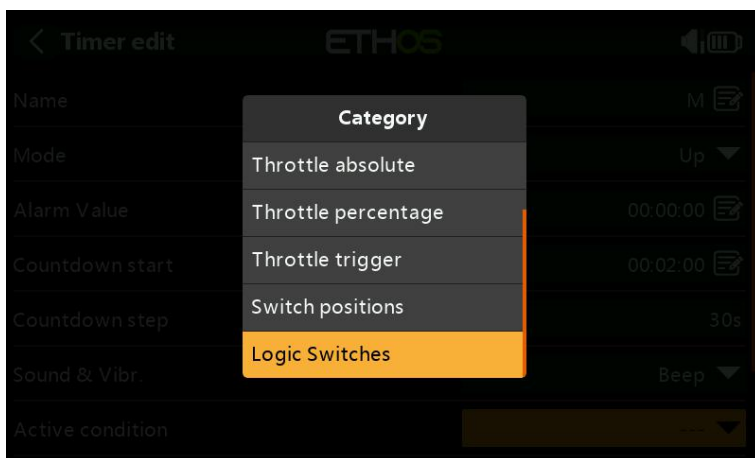 Timer edit
ETHOS
Name
M
Mode
Up
Alarm Value
00:00:00
Countdown start
00:02:00
Countdown step
30s
Sound & Vibr.
Beep
Active condition
---
Category
Throttle absolute
Throttle percentage
Throttle trigger
Switch positions
Logic Switches